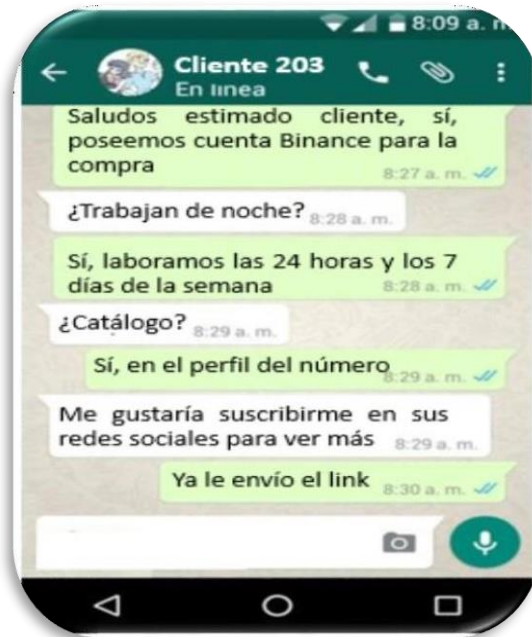 8:09 a. m
Cliente 203
En linea
Saludos estimado cliente, sí,
poseemos cuenta Binance para la
compra
8:27 a. m.
¿Trabajan de noche?
8:28 a. m.
Sí, laboramos las 24 horas y los 7
días de la semana
8:28 a. m.
¿Catálogo?
8:29 a. m.
Sí, en el perfil del número
8:29 a. m.
Me gustaría suscribirme en sus
redes sociales para ver más
8:29 a. m.
Ya le envío el link
8:30 a. m.